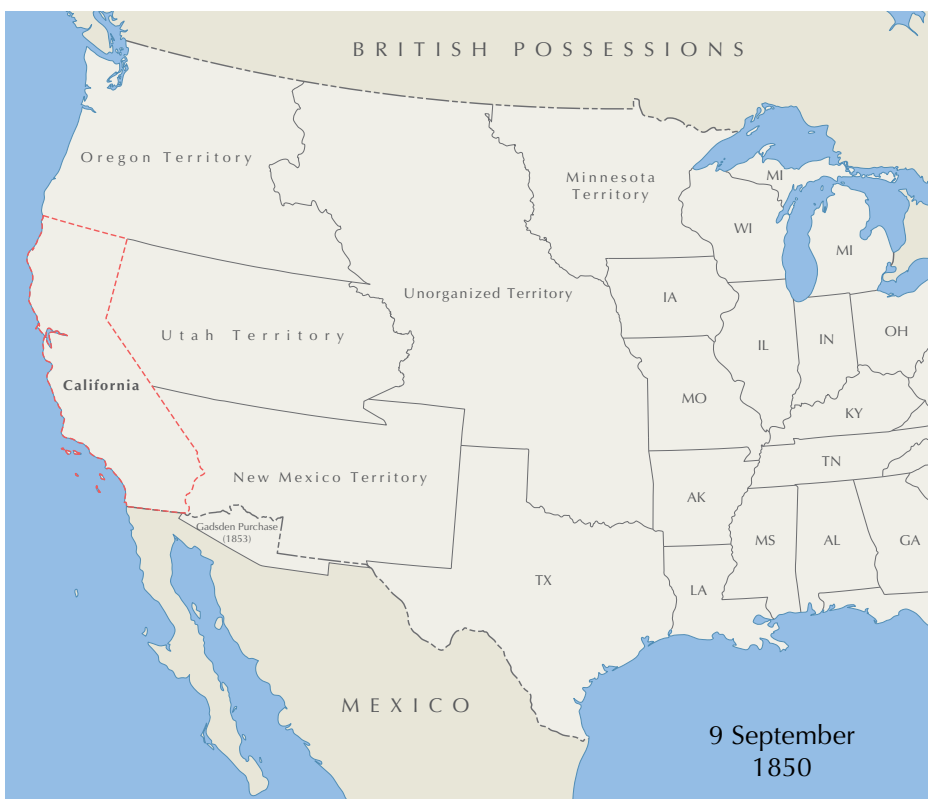 BRITISH POSSESSIONS
Oregon Territory
Minnesota
Territory
MI
WI
MI
Unorganized Territory
IA
Utah Territory
OH
IN
IL
California
MO
KY
TN
New Mexico Territory
AK
Gadsden Purchase
(1853)
MS
AL
GA
TX
LA
MEXICO
9 September
1850